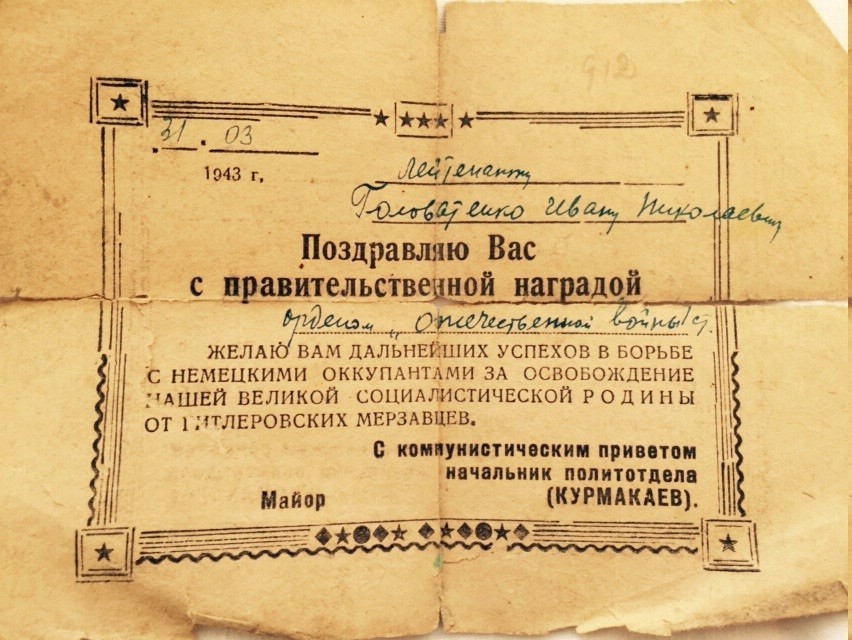 912
31. 03
1943 г.
лейтенанту
Головатенко Ивану Николаевичу
Поздравляю Вас
с правительственной наградой
орденом „Отечественной войны I ст.
ЖЕЛАЮ ВАМ ДАЛЬНЕЙШИХ УСПЕХОВ В БОРЬБЕ
С НЕМЕЦКИМИ ОККУПАНТАМИ ЗА ОСВОБОЖДЕНИЕ
НАШЕЙ ВЕЛИКОЙ СОЦИАЛИСТИЧЕСКОЙ РОДИНЫ
ОТ ГИТЛЕРОВСКИХ МЕРЗАВЦЕВ.
С коммунистическим приветом
начальник политотдела
Майор (КУРМАКАЕВ).